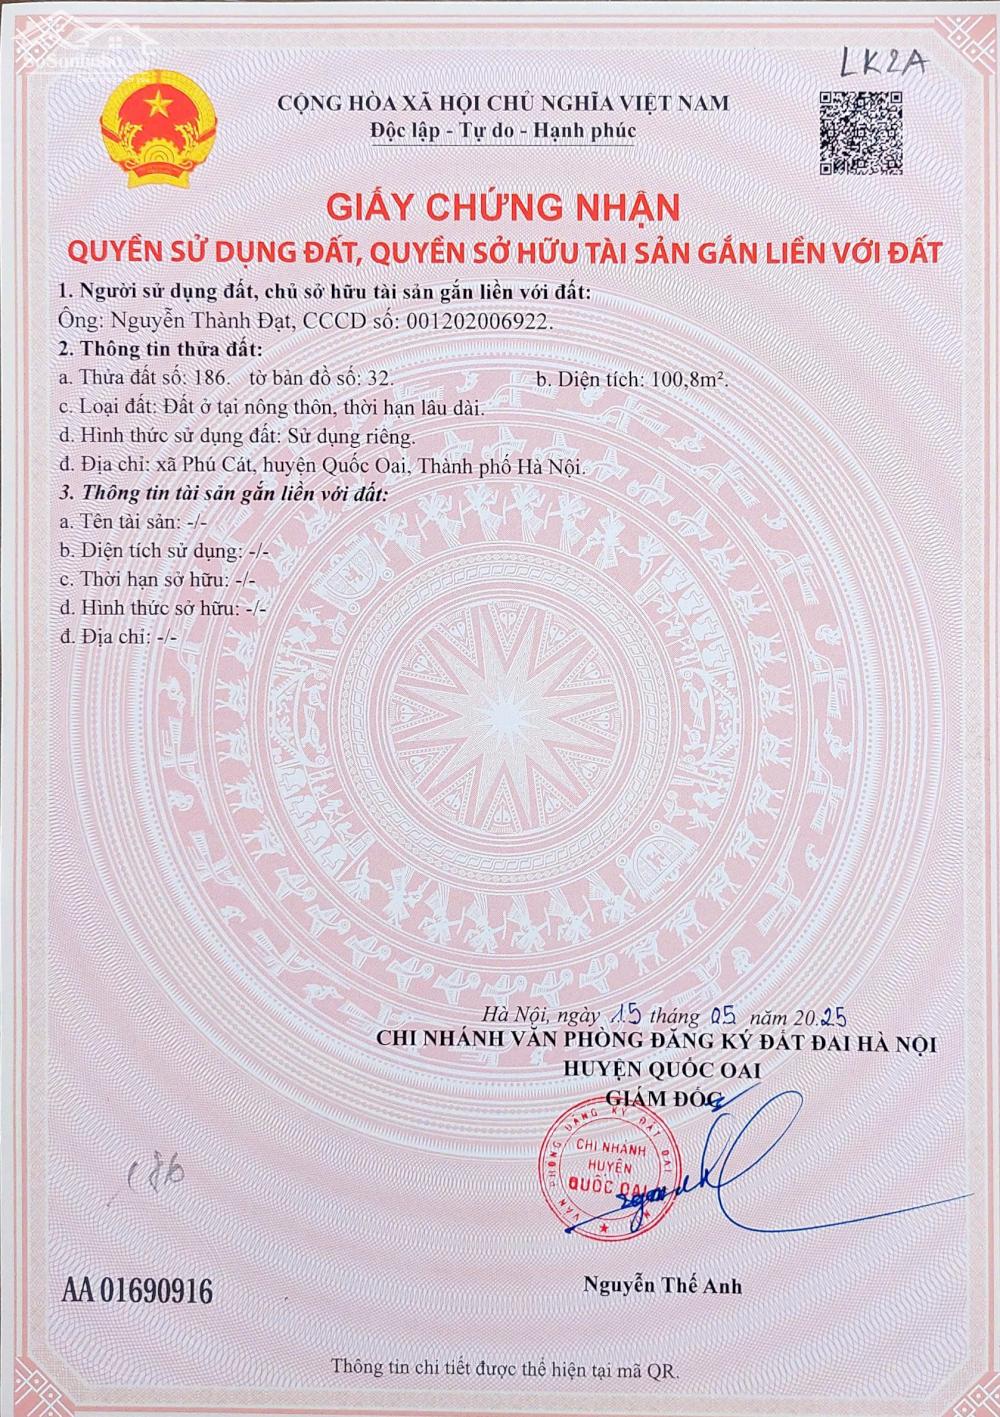 LK2A
CỘNG HÒA XÃ HỘI CHỦ NGHĨA VIỆT NAM
Độc lập - Tự do - Hạnh phúc
GIẤY CHỨNG NHẬN
QUYỀN SỬ DỤNG ĐẤT, QUYỀN SỞ HỮU TÀI SẢN GẮN LIỀN VỚI ĐẤT
1. Người sử dụng đất, chủ sở hữu tài sản gắn liền với đất:
Ông: Nguyễn Thành Đạt, CCCD số: 001202006922.
2. Thông tin thửa đất:
a. Thửa đất số: 186. tờ bản đồ số: 32. b. Diện tích: 100,8m².
c. Loại đất: Đất ở tại nông thôn, thời hạn lâu dài.
d. Hình thức sử dụng đất: Sử dụng riêng.
đ. Địa chỉ: xã Phú Cát, huyện Quốc Oai, Thành phố Hà Nội.
3. Thông tin tài sản gắn liền với đất:
a. Tên tài sản: -/-
b. Diện tích sử dụng: -/-
c. Thời hạn sở hữu: -/-
d. Hình thức sở hữu: -/-
đ. Địa chỉ: -/-
Hà Nội, ngày 15 tháng 05 năm 2025
CHI NHÁNH VĂN PHÒNG ĐĂNG KÝ ĐẤT ĐAI HÀ NỘI
HUYỆN QUỐC OAI
GIÁM ĐỐC
VĂN PHÒNG ĐĂNG KÝ ĐẤT ĐAI
CHI NHÁNH
HUYỆN
QUỐC OAI
186
AA 01690916
Nguyễn Thế Anh
Thông tin chi tiết được thể hiện tại mã QR.